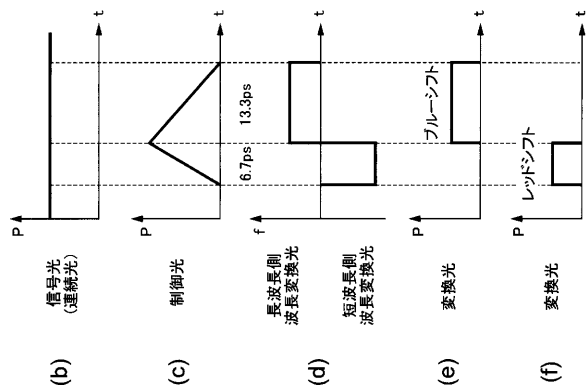 (b)
信号光
(連続光)
P
t
(c)
制御光
P
t
6.7ps
13.3ps
(d)
長波長側
波長変換光
短波長側
波長変換光
f
t
(e)
変換光
P
ブルーシフト
t
(f)
変換光
P
レッドシフト
t